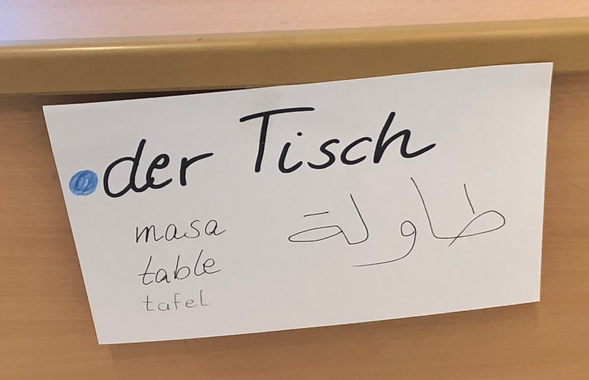 der Tisch
masa
طاولة
table
tafel